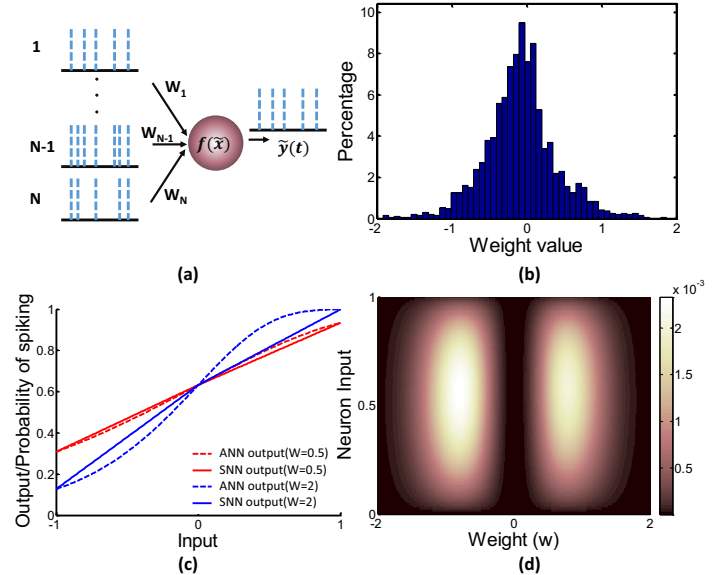 1
N-1
N
W1
WN-1
WN
f(x̃)
ỹ(t)
(a)
Percentage
10
8
6
4
2
0
-2
-1
0
1
2
Weight value
(b)
Output/Probability of spiking
1.0
0.8
0.6
0.4
0.2
0
-1
0
1
Input
ANN output(W=0.5)
SNN output(W=0.5)
ANN output(W=2)
SNN output(W=2)
(c)
Neuron Input
1
0.5
0
-2
0
2
Weight (w)
x 10-3
2
1.5
1
0.5
(d)